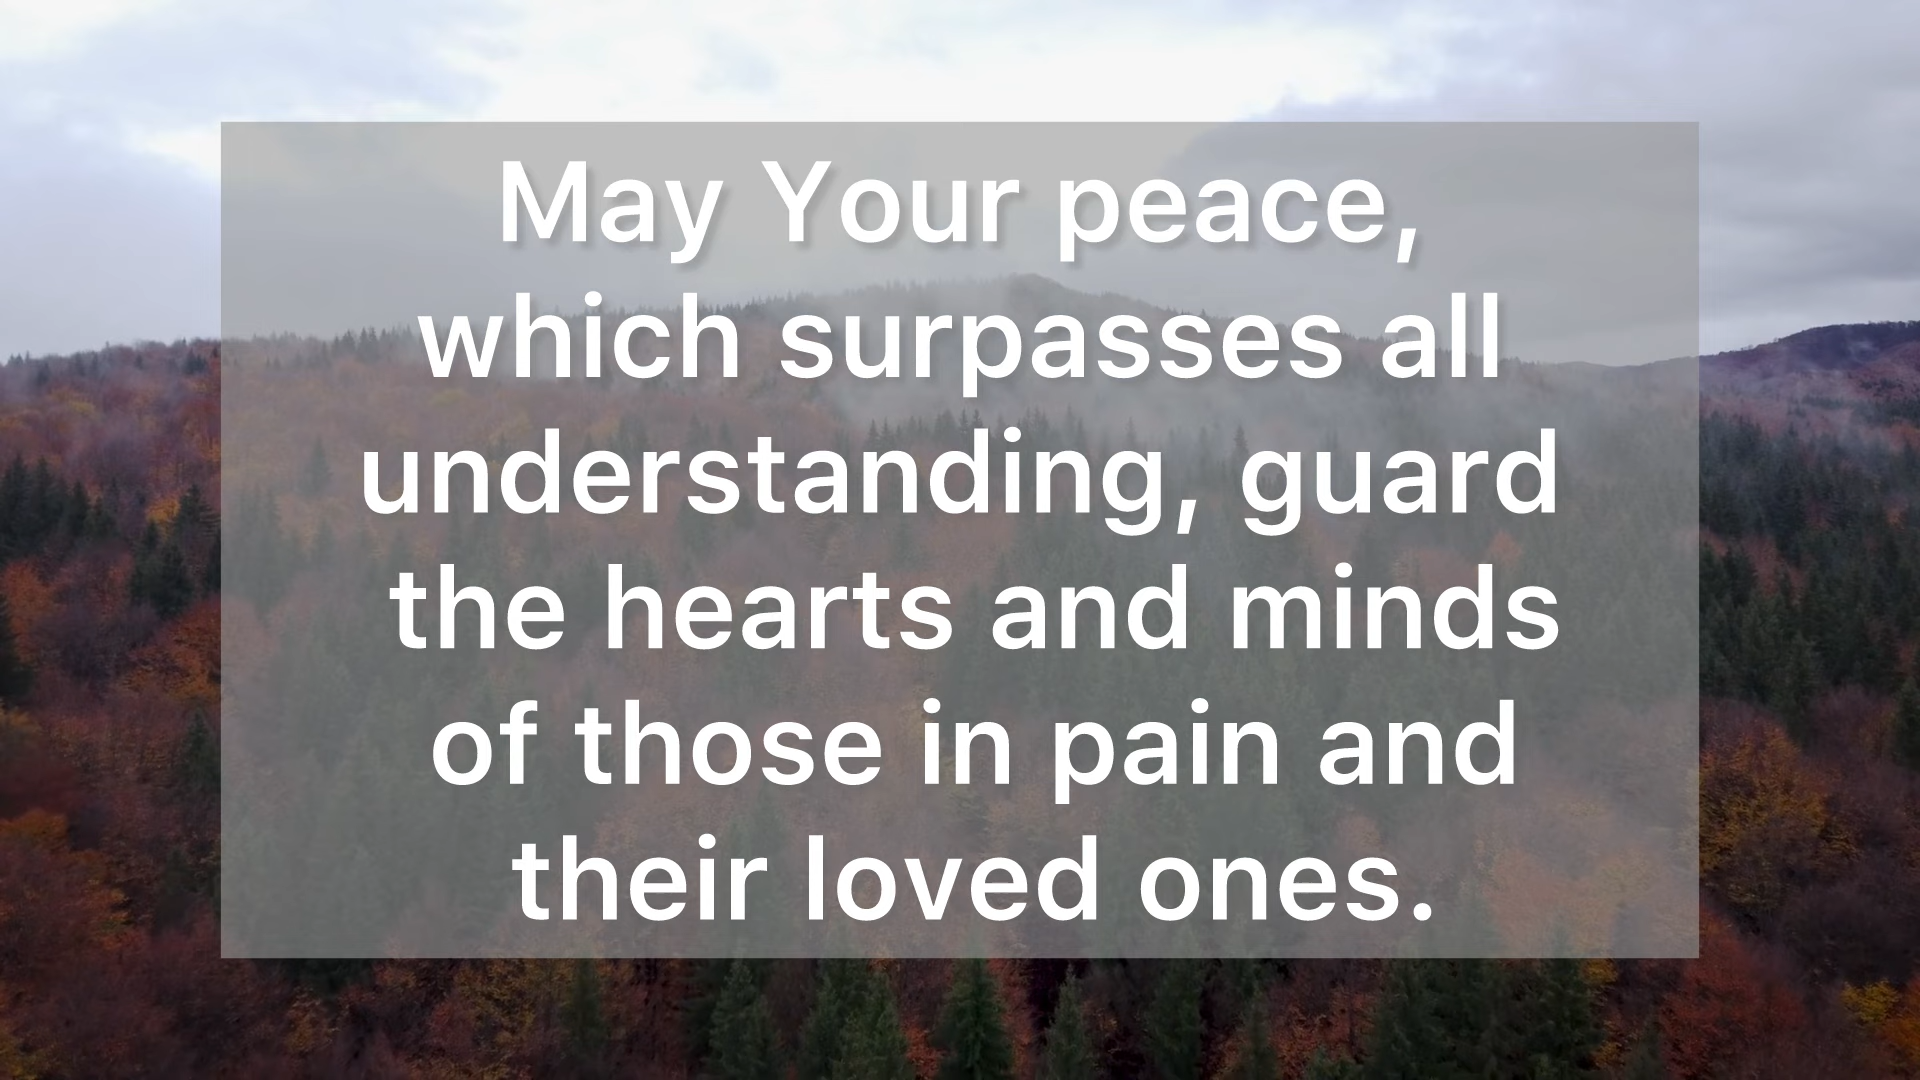 May Your peace,
which surpasses all
understanding, guard
the hearts and minds
of those in pain and
their loved ones.